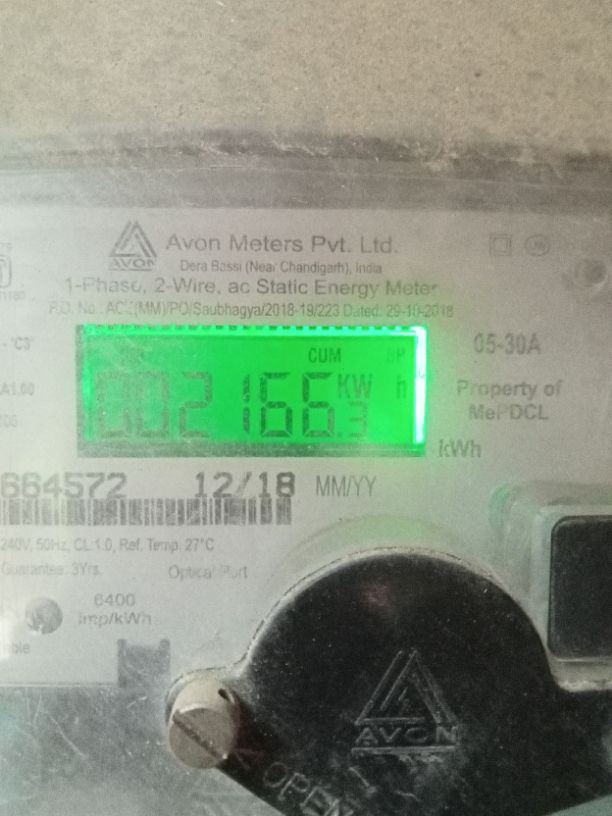 AVON
Avon Meters Pvt. Ltd.
Dera Bassi (Near Chandigarh), India
1-Phase, 2-Wire, ac Static Energy Meter
Saubhagya/2018-19/223 Dated: 29-10-2018
CUM
002166.3 KW h
05-30A
Property of
MePDCL
kWh
664572 12/18 MM/YY
240V, 50Hz, CL:1.0, Ref. Temp. 27°C
Guarantee: 3Yrs. Optical Port
6400
imp/kWh
AVON
< OPEN